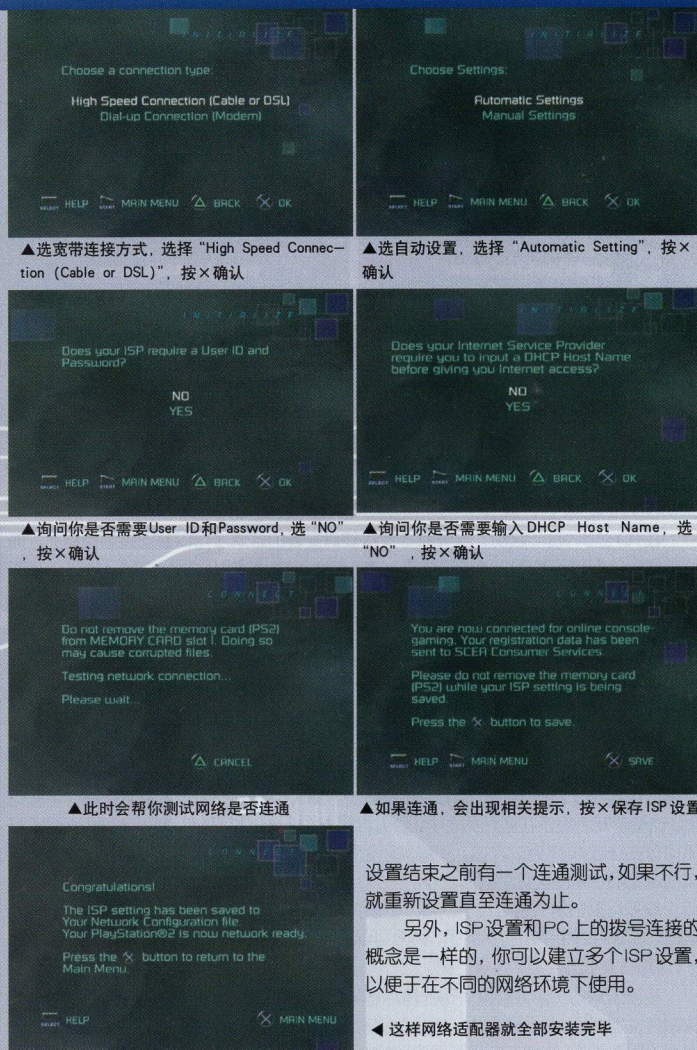 INITIALIZE
Choose a connection type:
High Speed Connection (Cable or DSL)
Dial-up Connection (Modem)
SELECT HELP START MAIN MENU BACK OK
▲选宽带连接方式, 选择 “High Speed Connec-
tion (Cable or DSL)”, 按×确认
INITIALIZE
Choose Settings:
Automatic Settings
Manual Settings
SELECT HELP START MAIN MENU BACK OK
▲选自动设置, 选择 “Automatic Setting”, 按×
确认
INITIALIZE
Does your ISP require a User ID and
Password?
NO
YES
SELECT HELP START MAIN MENU BACK OK
▲询问你是否需要User ID和Password, 选 “NO”
, 按×确认
INITIALIZE
Does your Internet Service Provider
require you to input a DHCP Host Name
before giving you Internet access?
NO
YES
SELECT HELP START MAIN MENU BACK OK
▲询问你是否需要输入 DHCP Host Name, 选
“NO” , 按×确认
CONNECT
Do not remove the memory card (PS2)
from MEMORY CARD slot 1. Doing so
may cause corrupted files.
Testing network connection...
Please wait...
CANCEL
▲此时会帮你测试网络是否连通
CONNECT
You are now connected for online console
gaming. Your registration data has been
sent to SCEA Consumer Services.
Please do not remove the memory card
(PS2) while your ISP setting is being
saved.
Press the × button to save.
SELECT HELP START MAIN MENU SAVE
▲如果连通, 会出现相关提示, 按×保存 ISP 设置
CONNECT
Congratulations!
The ISP setting has been saved to
Your Network Configuration file.
Your PlayStation®2 is now network ready.
Press the × button to return to the
Main Menu.
SELECT HELP MAIN MENU
设置结束之前有一个连通测试,如果不行,
就重新设置直至连通为止。
另外, ISP 设置和 PC 上的拨号连接的
概念是一样的, 你可以建立多个 ISP 设置,
以便于在不同的网络环境下使用。
◀ 这样网络适配器就全部安装完毕